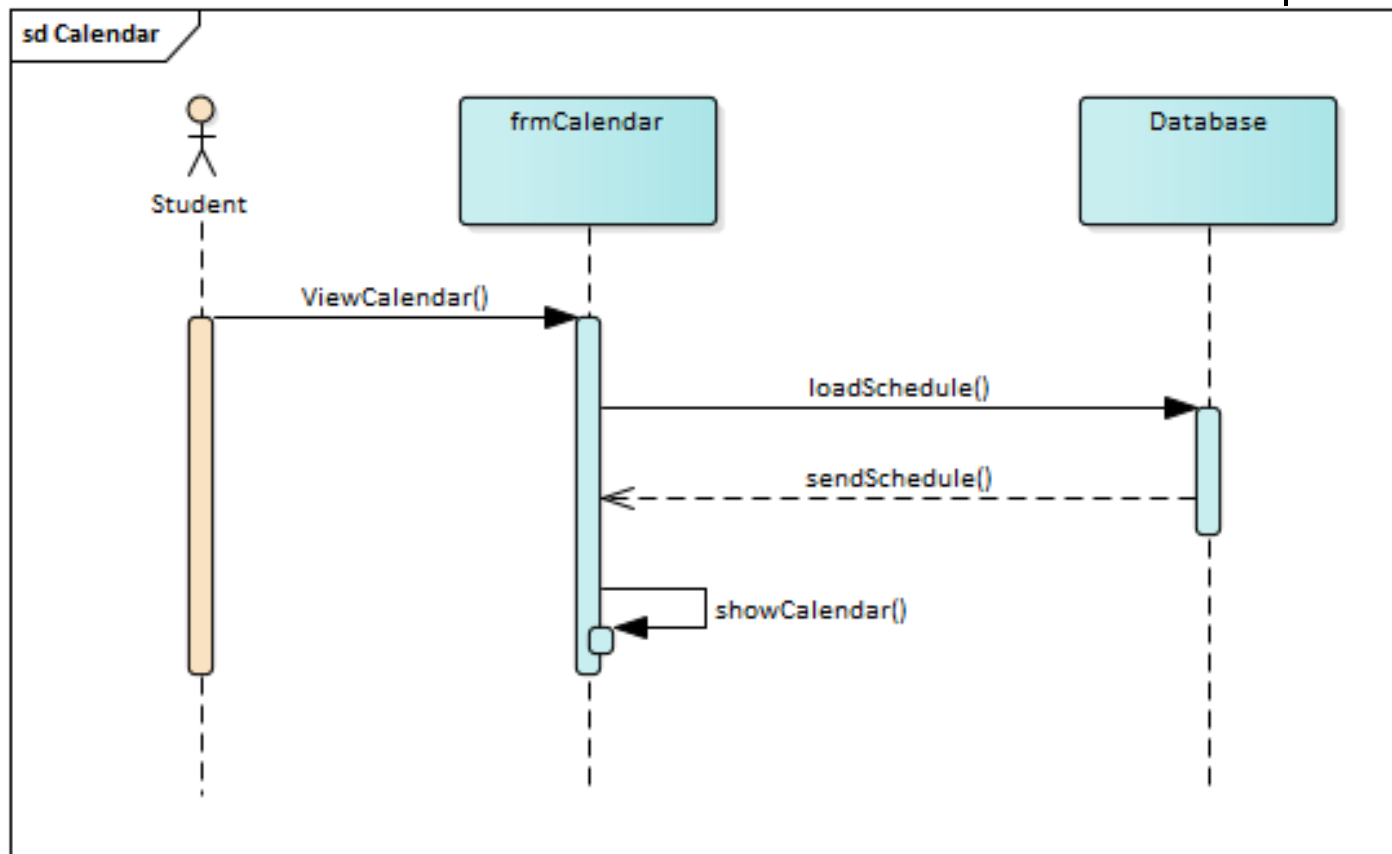 sd Calendar
frmCalendar
Database
Student
ViewCalendar()
loadSchedule()
sendSchedule()
showCalendar()